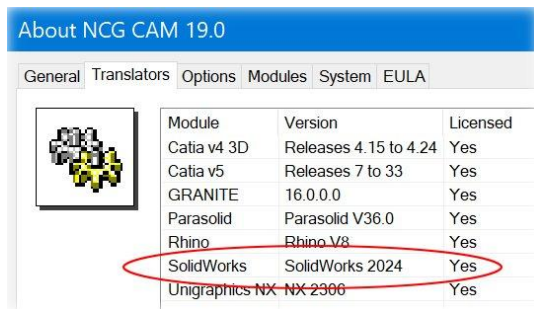 About NCG CAM 19.0
General Translators Options Modules System EULA
Module Version Licensed
Catia v4 3D Releases 4.15 to 4.24 Yes
Catia v5 Releases 7 to 33 Yes
GRANITE 16.0.0.0 Yes
Parasolid Parasolid V36.0 Yes
Rhino Rhino V8 Yes
SolidWorks SolidWorks 2024 Yes
Unigraphics NX NX 2306 Yes